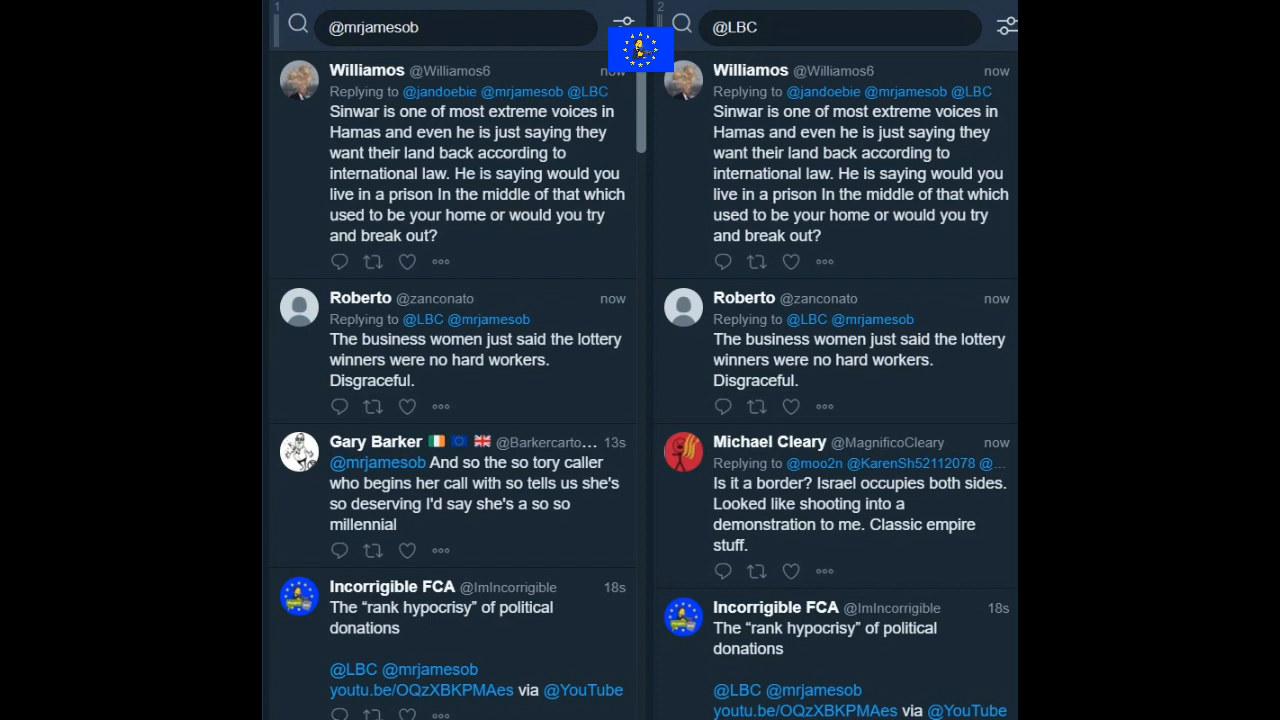 1
@mrjamesob
Williamos @Williamos6 now
Replying to @jandoebie @mrjamesob @LBC
Sinwar is one of most extreme voices in
Hamas and even he is just saying they
want their land back according to
international law. He is saying would you
live in a prison In the middle of that which
used to be your home or would you try
and break out?
Roberto @zanconato now
Replying to @LBC @mrjamesob
The business women just said the lottery
winners were no hard workers.
Disgraceful.
Gary Barker 🇮🇪 🇪🇺 🇬🇧 @Barkercarto... 13s
@mrjamesob And so the so tory caller
who begins her call with so tells us she's
so deserving I'd say she's a so so
millennial
Incorrigible FCA @ImIncorrigible 18s
The “rank hypocrisy” of political
donations
@LBC @mrjamesob
youtu.be/OQzXBKPMAes via @YouTube
2
@LBC
Williamos @Williamos6 now
Replying to @jandoebie @mrjamesob @LBC
Sinwar is one of most extreme voices in
Hamas and even he is just saying they
want their land back according to
international law. He is saying would you
live in a prison In the middle of that which
used to be your home or would you try
and break out?
Roberto @zanconato now
Replying to @LBC @mrjamesob
The business women just said the lottery
winners were no hard workers.
Disgraceful.
Michael Cleary @MagnificoCleary now
Replying to @moo2n @KarenSh52112078 @...
Is it a border? Israel occupies both sides.
Looked like shooting into a
demonstration to me. Classic empire
stuff.
Incorrigible FCA @ImIncorrigible 18s
The “rank hypocrisy” of political
donations
@LBC @mrjamesob
youtu.be/OQzXBKPMAes via @YouTube